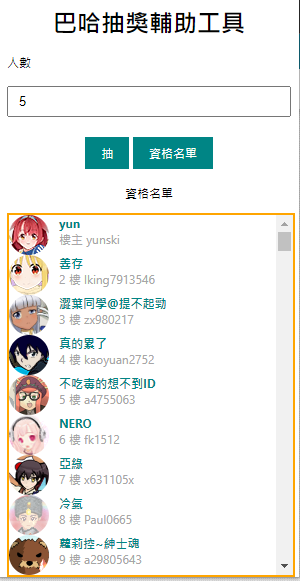 巴哈抽獎輔助工具
人數
5
抽 資格名單
資格名單
yun
樓主 yunski
善存
2 樓 lking7913546
澀葉同學@提不起勁
3 樓 zx980217
真的累了
4 樓 kaoyuan2752
不吃毒的想不到ID
5 樓 a4755063
NERO
6 樓 fk1512
亞緣
7 樓 x631105x
冷氣
8 樓 Paul0665
蘿莉控~紳士魂
9 樓 a29805643